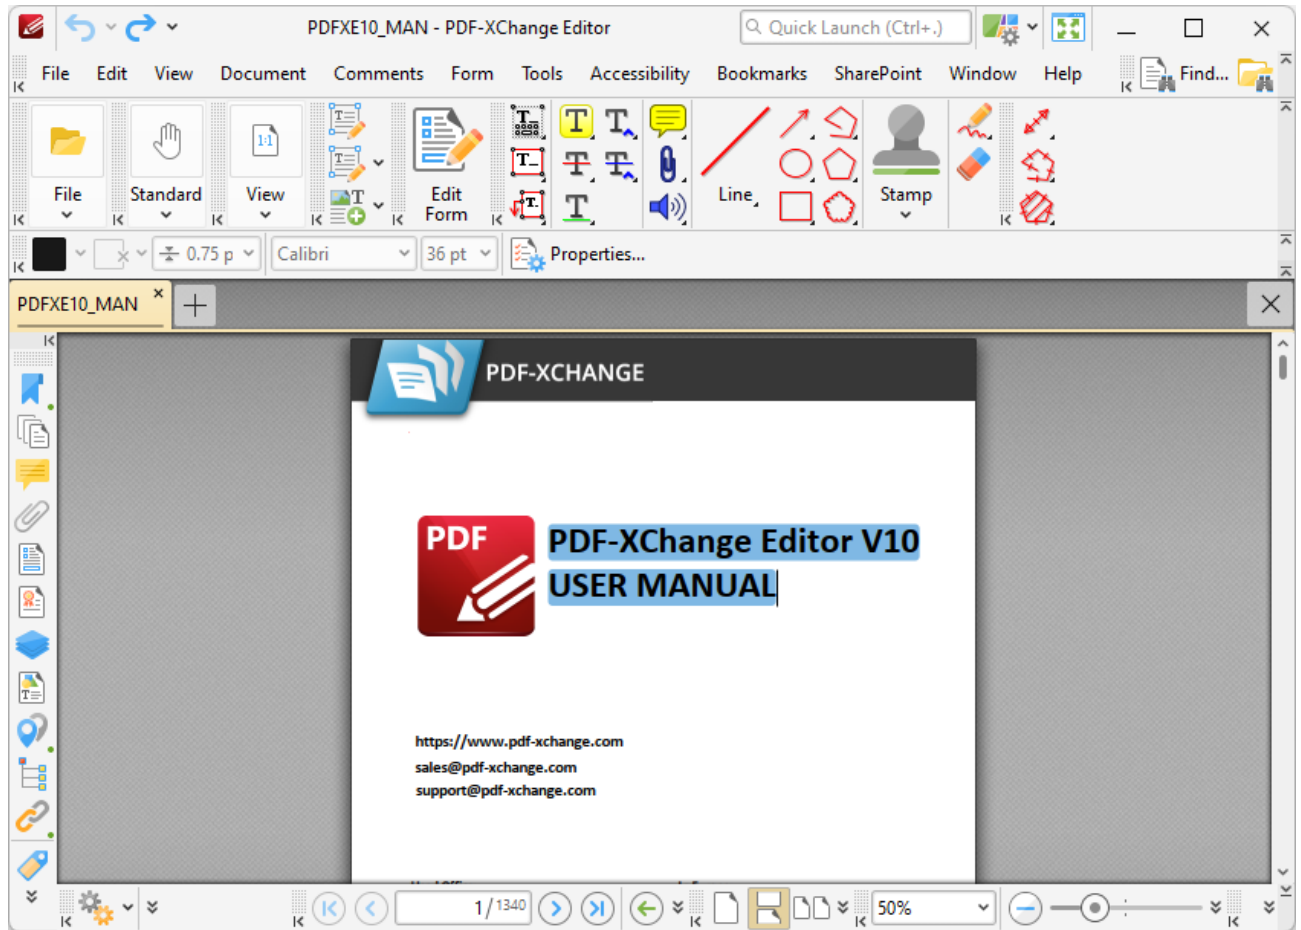 PDFXE10_MAN - PDF-XChange Editor
Quick Launch (Ctrl+.)
File Edit View Document Comments Form Tools Accessibility Bookmarks SharePoint Window Help Find...
File
Standard
1:1
View
Edit
Form
Line
Stamp
0.75 p Calibri 36 pt Properties...
PDFXE10_MAN
PDF-XCHANGE
PDF
PDF-XChange Editor V10
USER MANUAL
https://www.pdf-xchange.com
sales@pdf-xchange.com
support@pdf-xchange.com
1/1340
50%